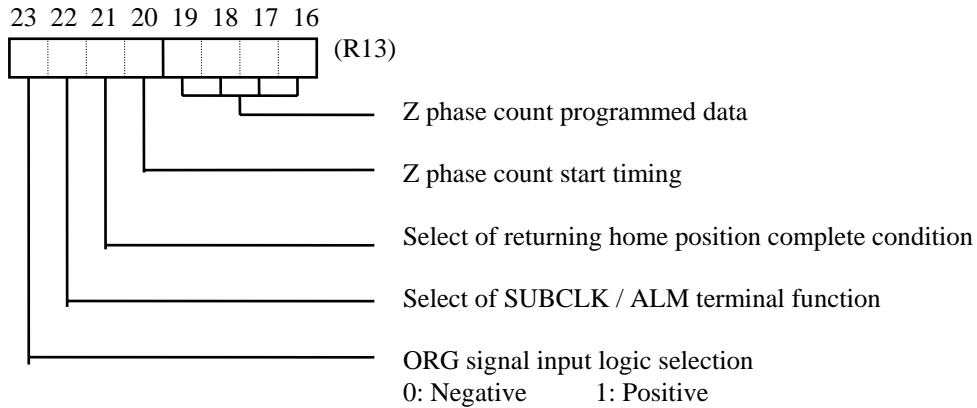 23 22 21 20 19 18 17 16
(R13)
Z phase count programmed data
Z phase count start timing
Select of returning home position complete condition
Select of SUBCLK / ALM terminal function
ORG signal input logic selection
0: Negative 1: Positive